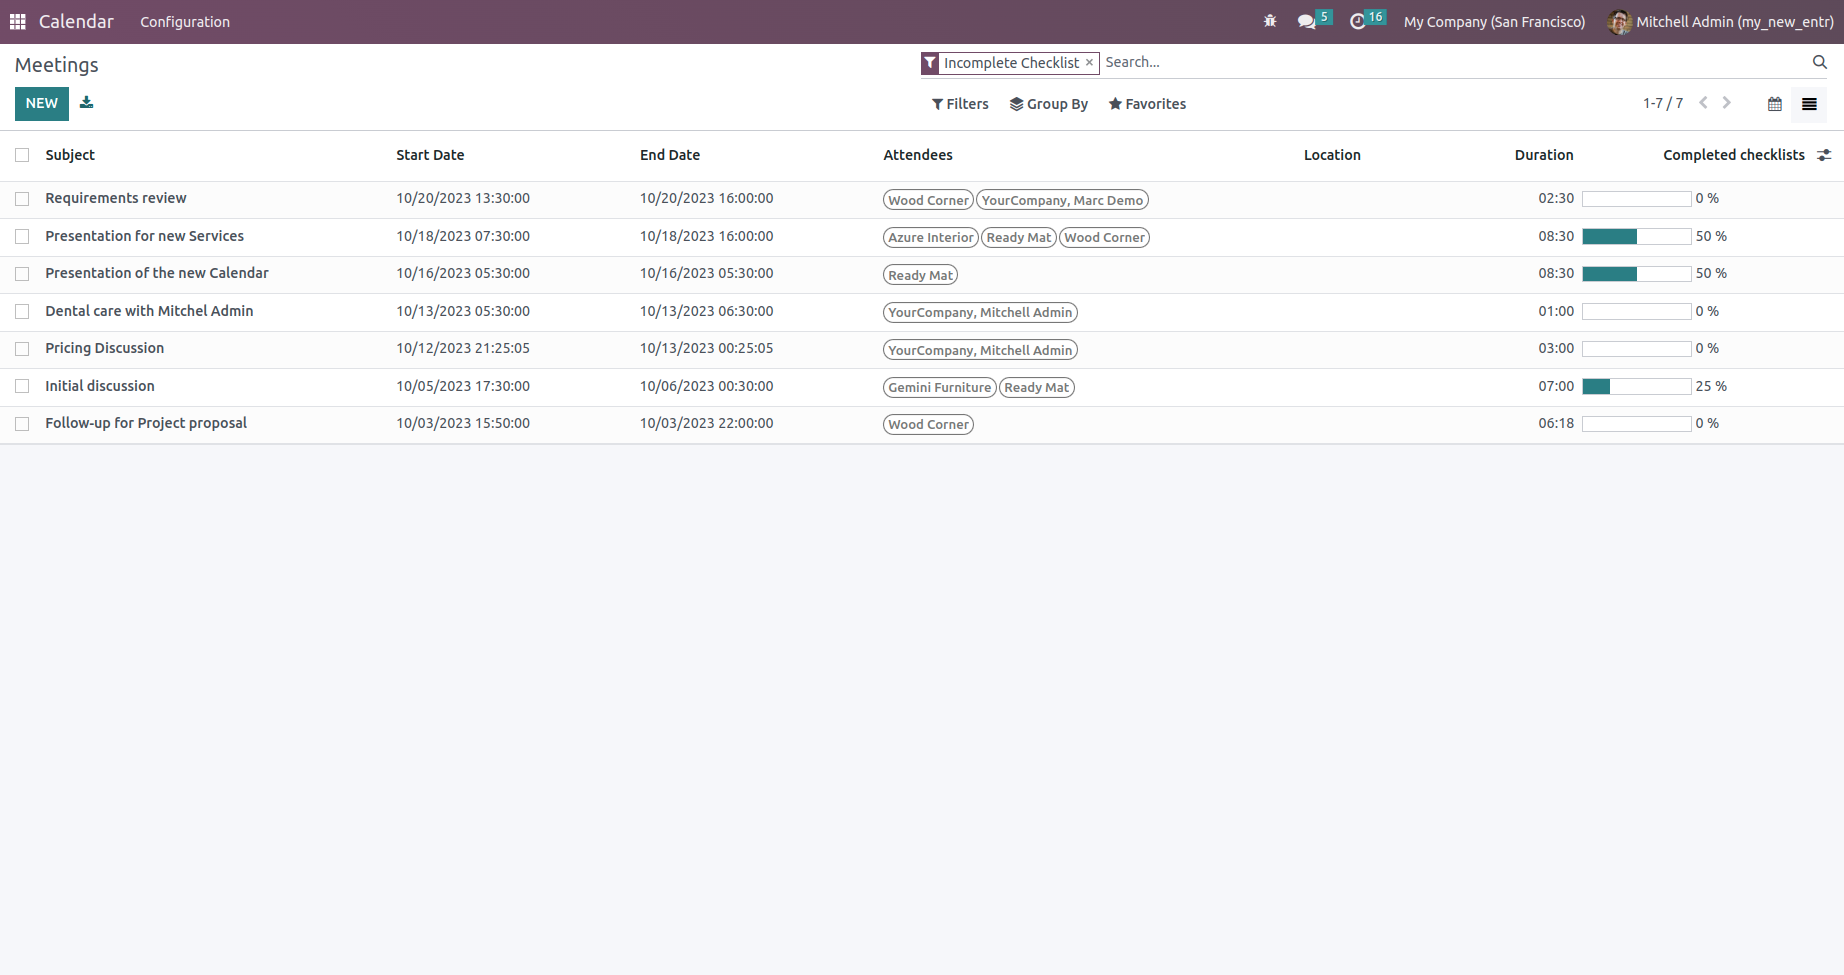 Calendar Configuration 5 16 My Company (San Francisco) Mitchell Admin (my_new_entr)
Meetings Incomplete Checklist × Search...
NEW Filters Group By Favorites 1-7 / 7
Subject Start Date End Date Attendees Location Duration Completed checklists
Requirements review 10/20/2023 13:30:00 10/20/2023 16:00:00 Wood Corner YourCompany, Marc Demo 02:30 0 %
Presentation for new Services 10/18/2023 07:30:00 10/18/2023 16:00:00 Azure Interior Ready Mat Wood Corner 08:30 50 %
Presentation of the new Calendar 10/16/2023 05:30:00 10/16/2023 05:30:00 Ready Mat 08:30 50 %
Dental care with Mitchel Admin 10/13/2023 05:30:00 10/13/2023 06:30:00 YourCompany, Mitchell Admin 01:00 0 %
Pricing Discussion 10/12/2023 21:25:05 10/13/2023 00:25:05 YourCompany, Mitchell Admin 03:00 0 %
Initial discussion 10/05/2023 17:30:00 10/06/2023 00:30:00 Gemini Furniture Ready Mat 07:00 25 %
Follow-up for Project proposal 10/03/2023 15:50:00 10/03/2023 22:00:00 Wood Corner 06:18 0 %